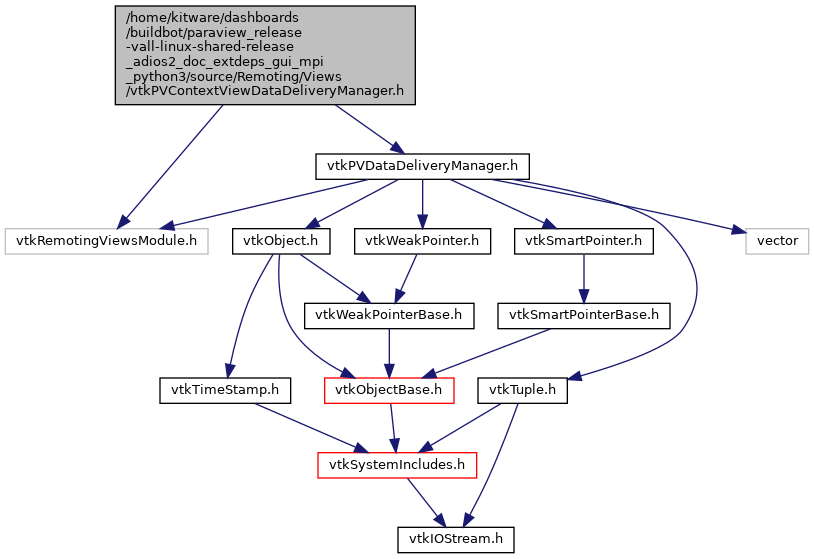 /home/kitware/dashboards
/buildbot/paraview_release
-vall-linux-shared-release
_adios2_doc_extdeps_gui_mpi
_python3/source/Remoting/Views
/vtkPVContextViewDataDeliveryManager.h
vtkPVDataDeliveryManager.h
vtkRemotingViewsModule.h
vtkObject.h
vtkWeakPointer.h
vtkSmartPointer.h
vector
vtkWeakPointerBase.h
vtkSmartPointerBase.h
vtkTimeStamp.h
vtkObjectBase.h
vtkTuple.h
vtkSystemIncludes.h
vtkIOStream.h